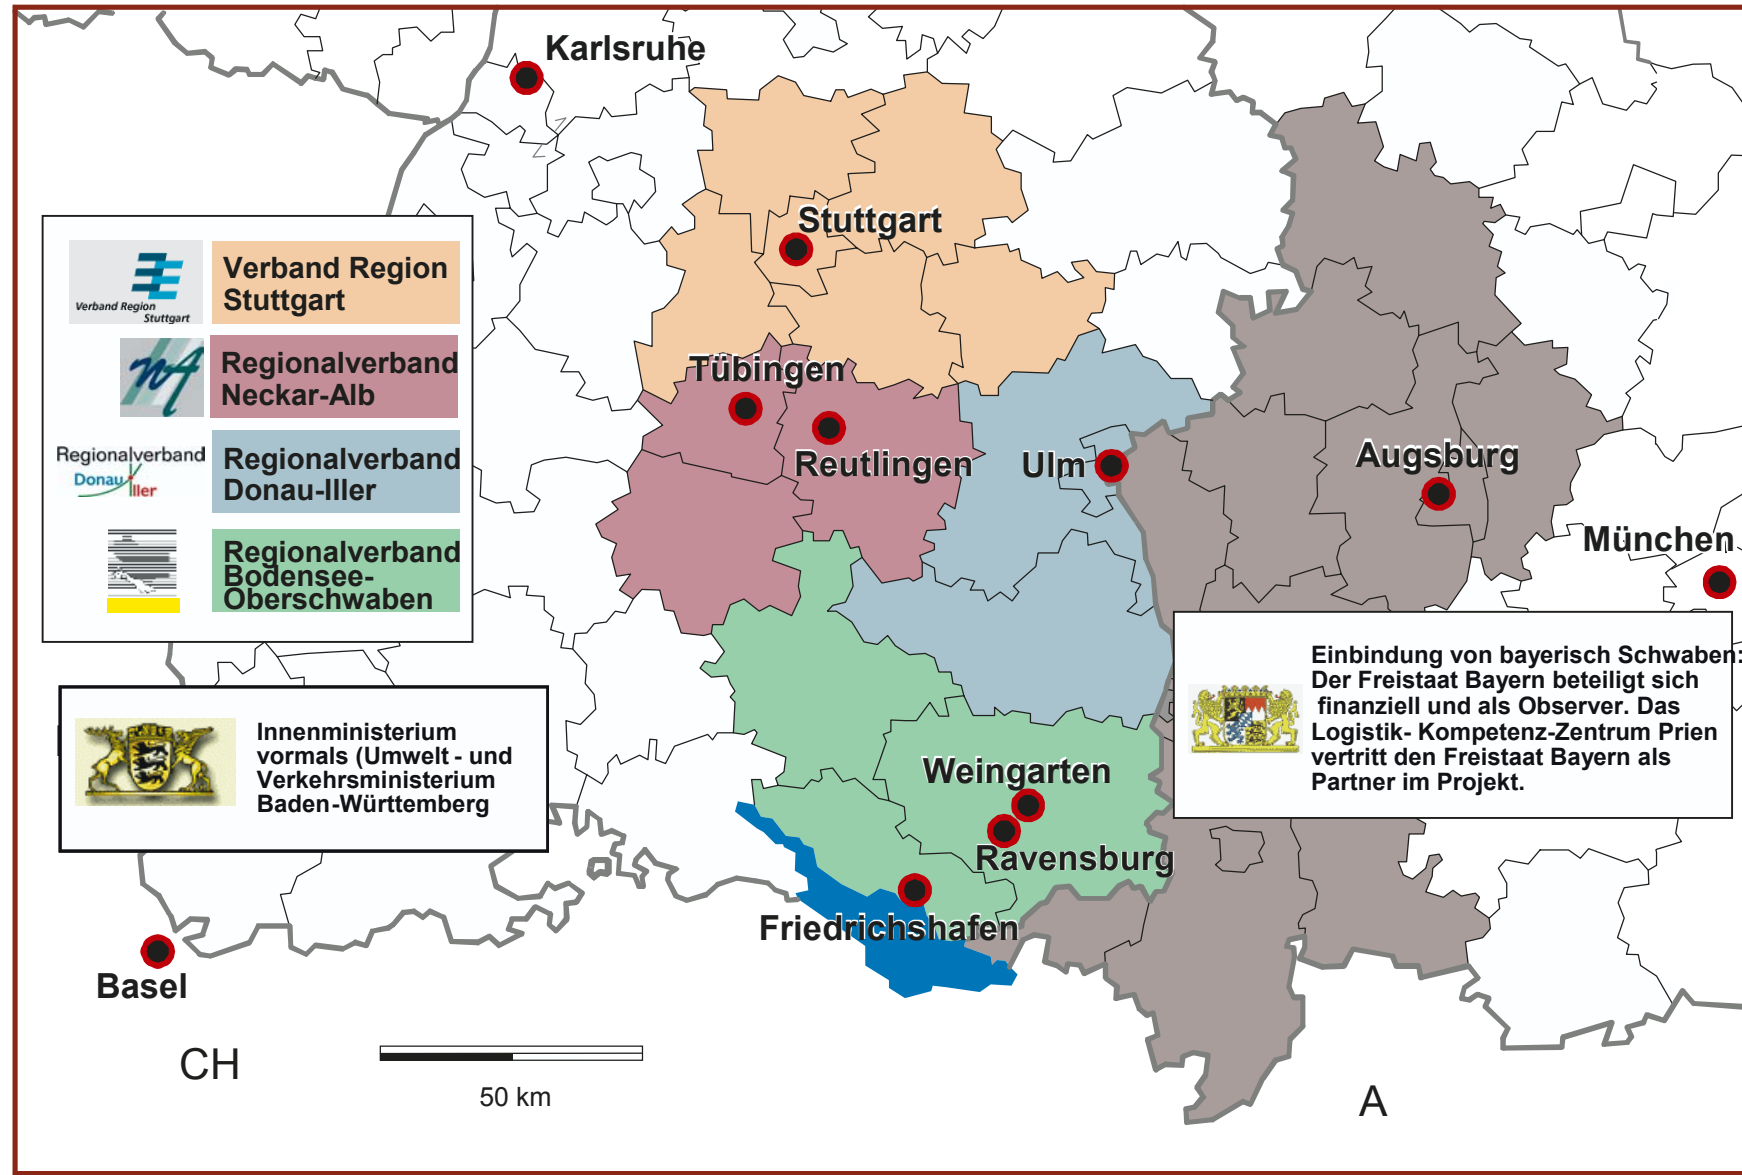 Karlsruhe
Stuttgart
Verband Region
Stuttgart
Verband Region
Stuttgart
Regionalverband
Neckar-Alb
nA
Regionalverband
Donau
Iller
Regionalverband
Donau-Iller
Regionalverband
Bodensee-
Oberschwaben
Tübingen
Reutlingen
Ulm
Augsburg
München
Einbindung von bayerisch Schwaben:
Der Freistaat Bayern beteiligt sich
finanziell und als Observer. Das
Logistik- Kompetenz-Zentrum Prien
vertritt den Freistaat Bayern als
Partner im Projekt.
Innenministerium
vormals (Umwelt - und
Verkehrsministerium
Baden-Württemberg
Weingarten
Ravensburg
Friedrichshafen
Basel
CH
50 km
A